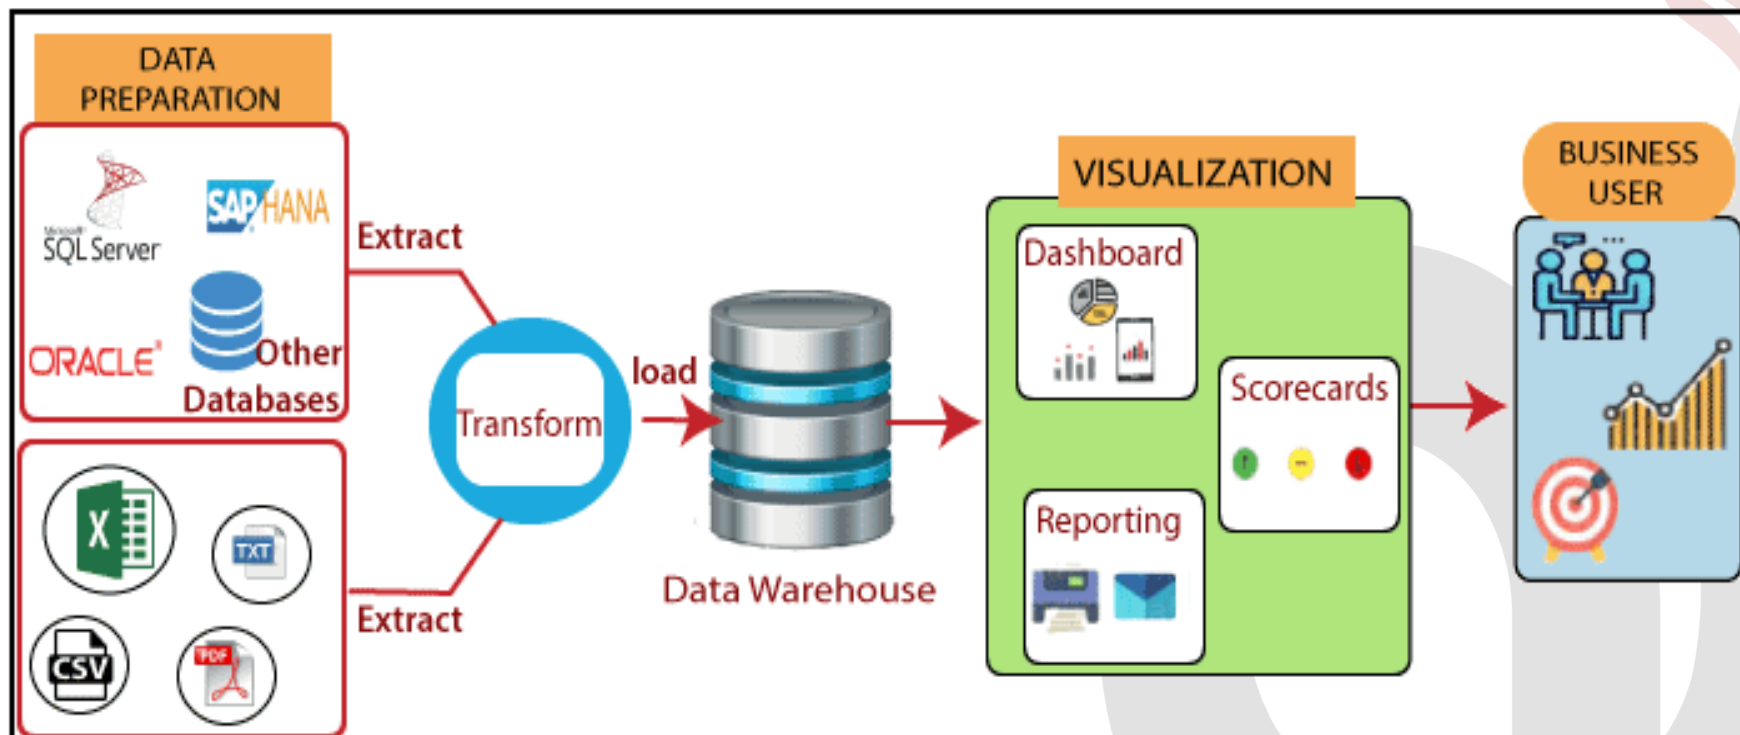 DATA
PREPARATION
Microsoft
SQL Server
SAP HANA
ORACLE
Other
Databases
Extract
X
TXT
CSV
PDF
Extract
Transform
load
Data Warehouse
VISUALIZATION
Dashboard
Scorecards
Reporting
BUSINESS
USER